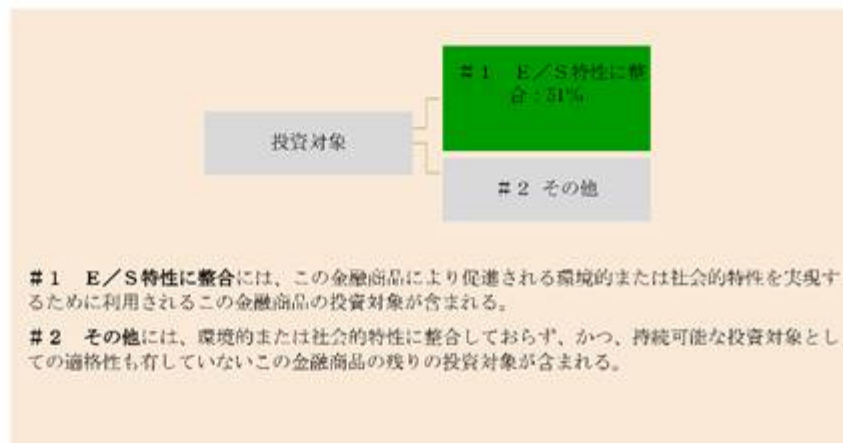 #1 E/S特性に整
合:51%
投資対象
#2 その他
#1 E/S特性に整合には、この金融商品により促進される環境的または社会的特性を実現す
るために利用されるこの金融商品の投資対象が含まれる。
#2 その他には、環境的または社会的特性に整合しておらず、かつ、持続可能な投資対象とし
ての適格性も有していないこの金融商品の残りの投資対象が含まれる。